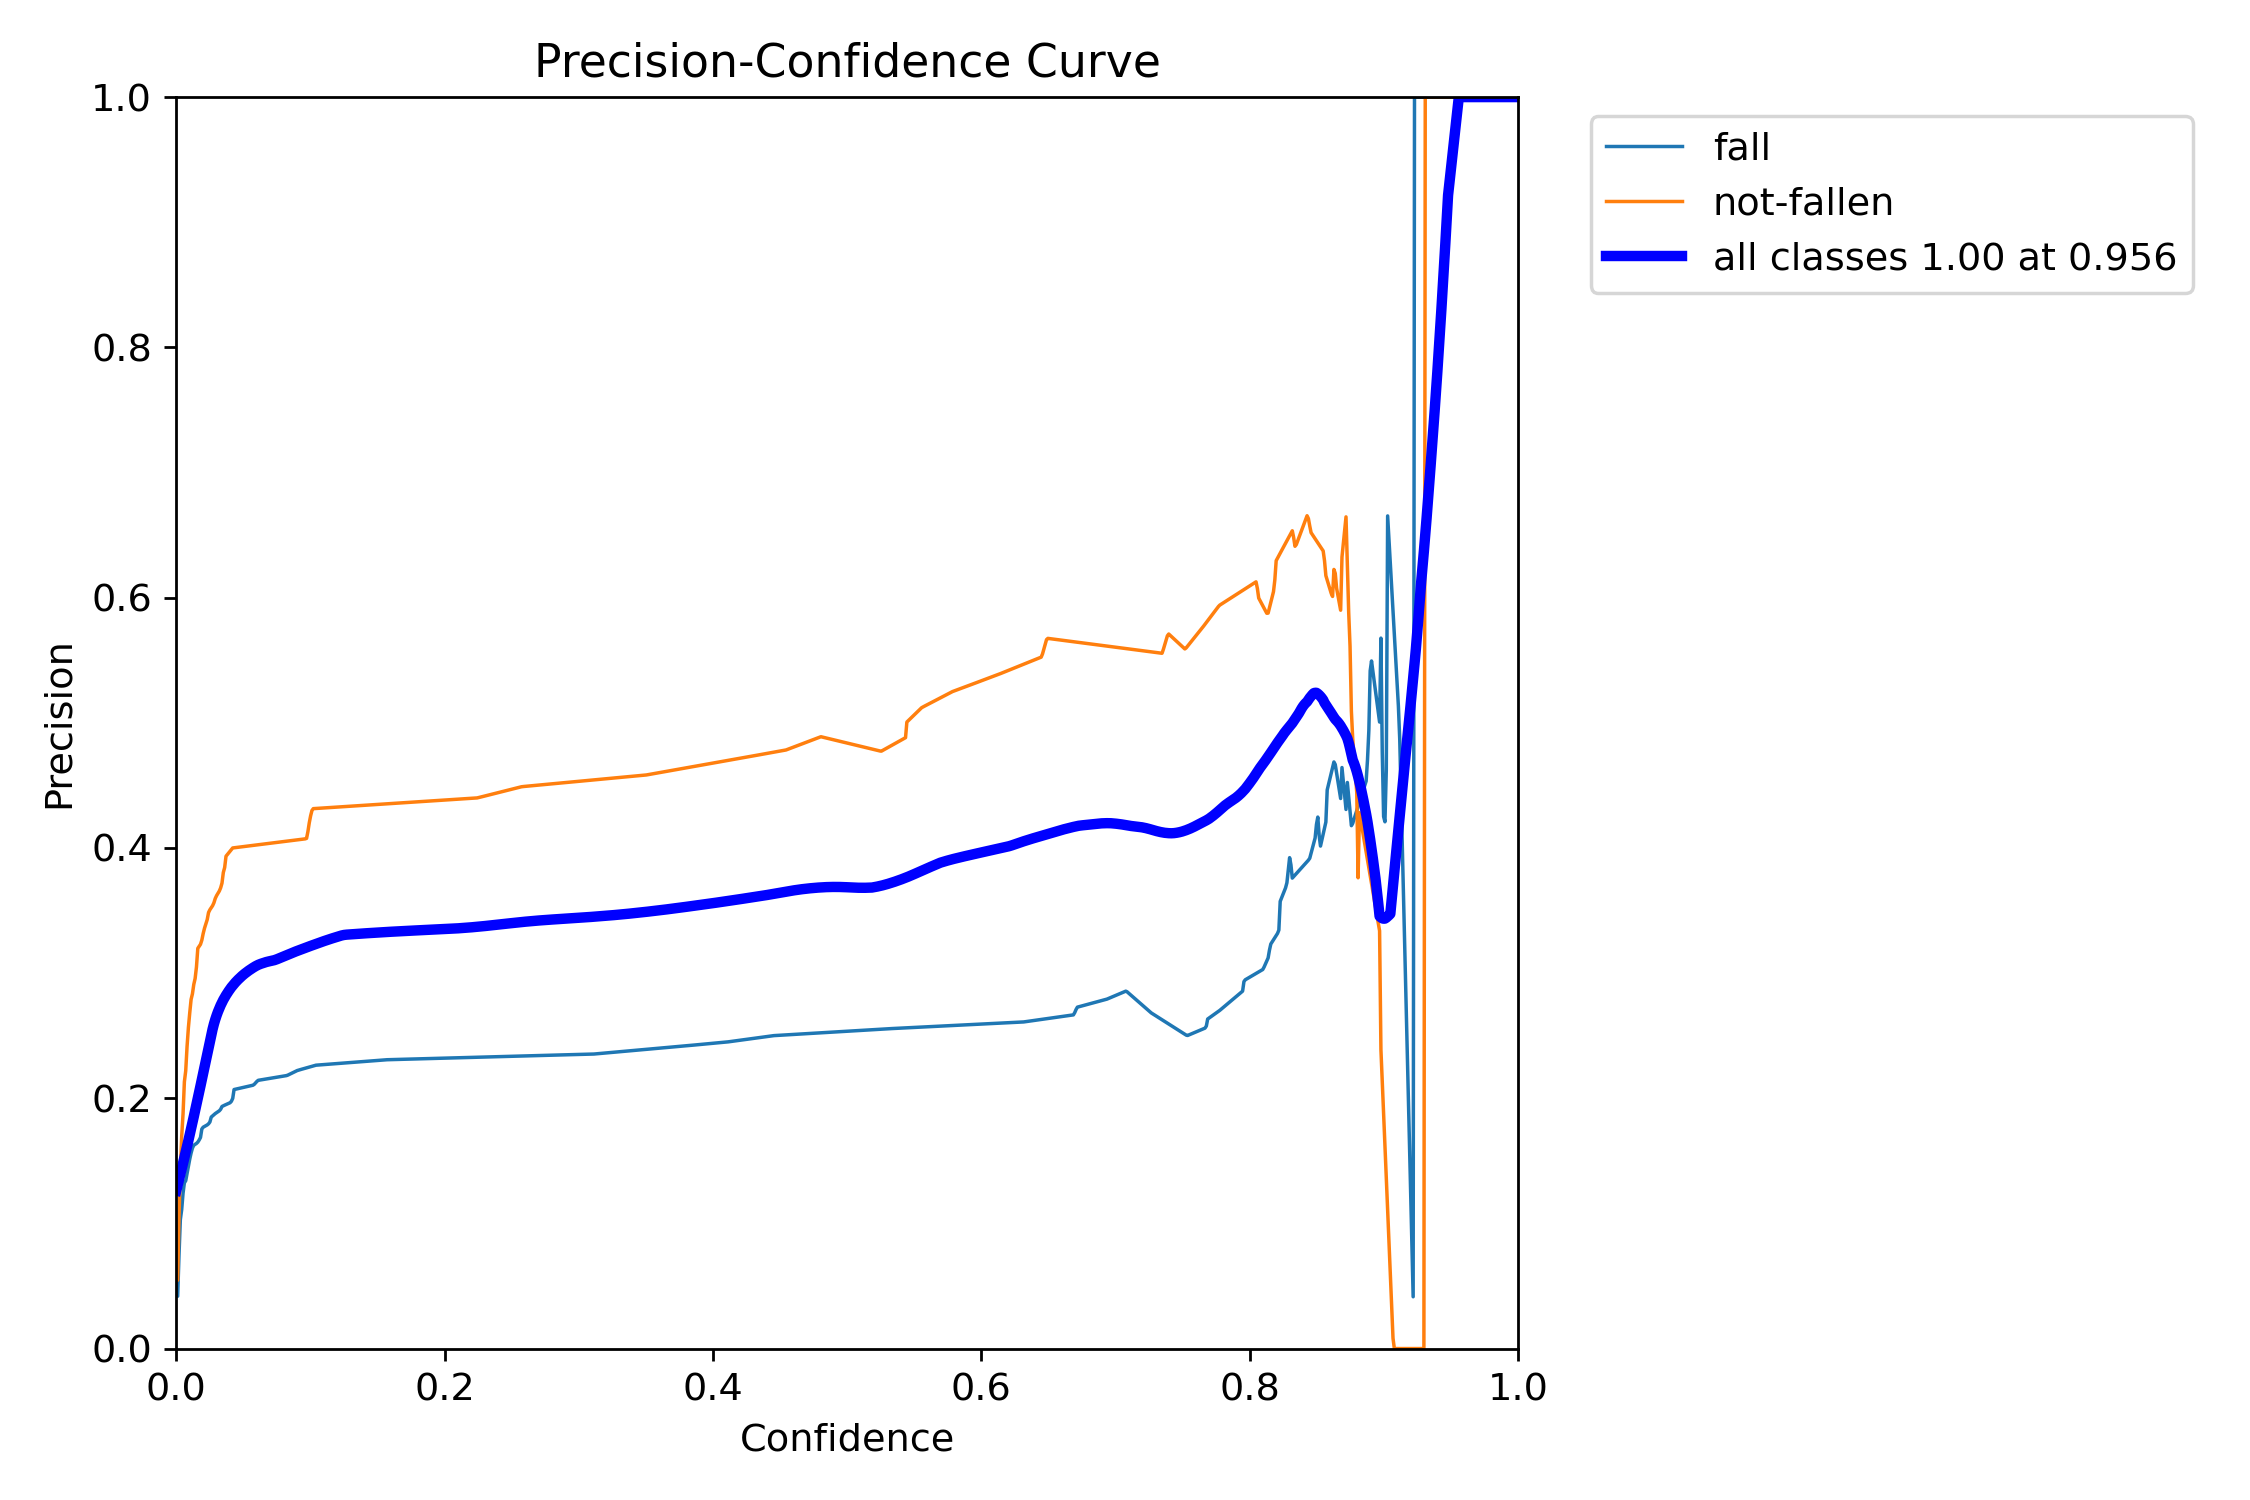 Precision-Confidence Curve
1.0
0.8
0.6
0.4
0.2
0.0
Precision
0.0 0.2 0.4 0.6 0.8 1.0
Confidence
fall
not-fallen
all classes 1.00 at 0.956